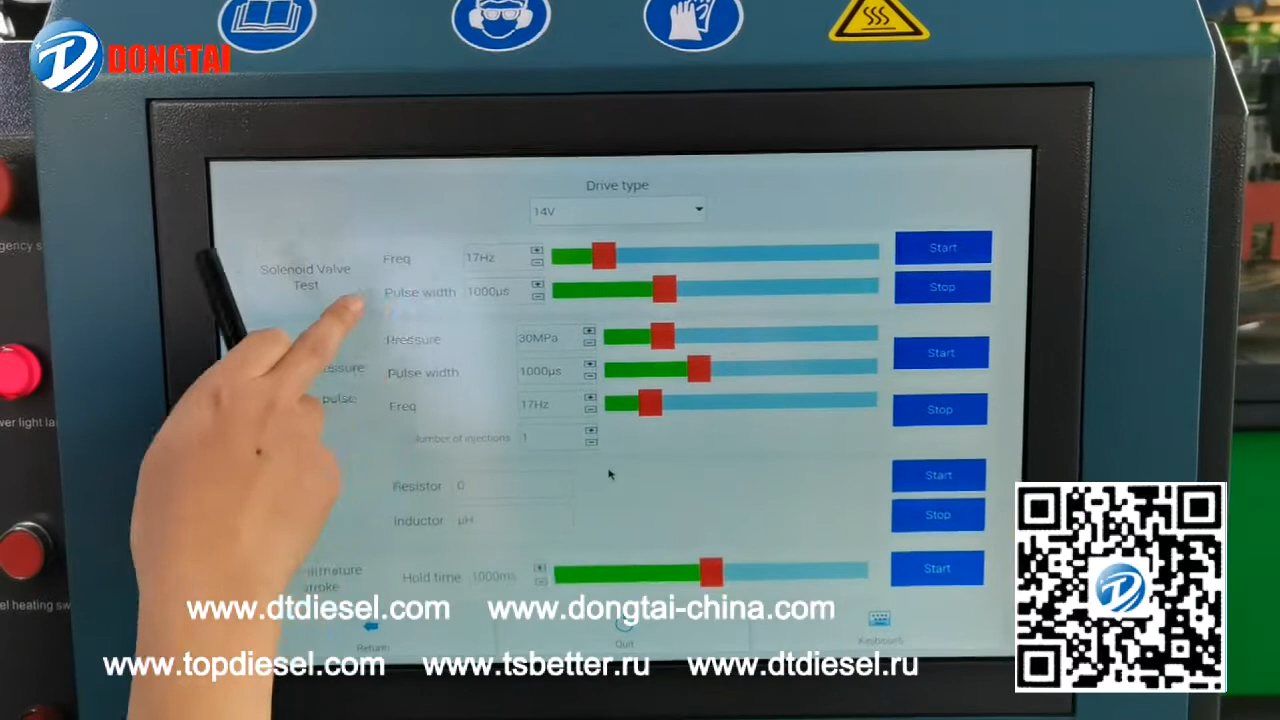 DONGTAI
Drive type
14V
Solenoid Valve
Test
Freq 17Hz
Start
Pulse width 1000µs
Stop
Pressure 30MPa
Start
Pulse width 1000µs
Freq 17Hz
Stop
Number of injections 1
Resistor 0
Start
Inductor µH
Stop
Hold time 1000ms
Start
Return
Quit
Keyboard
www.dtdiesel.com www.dongtai-china.com
www.topdiesel.com www.tsbetter.ru www.dtdiesel.ru